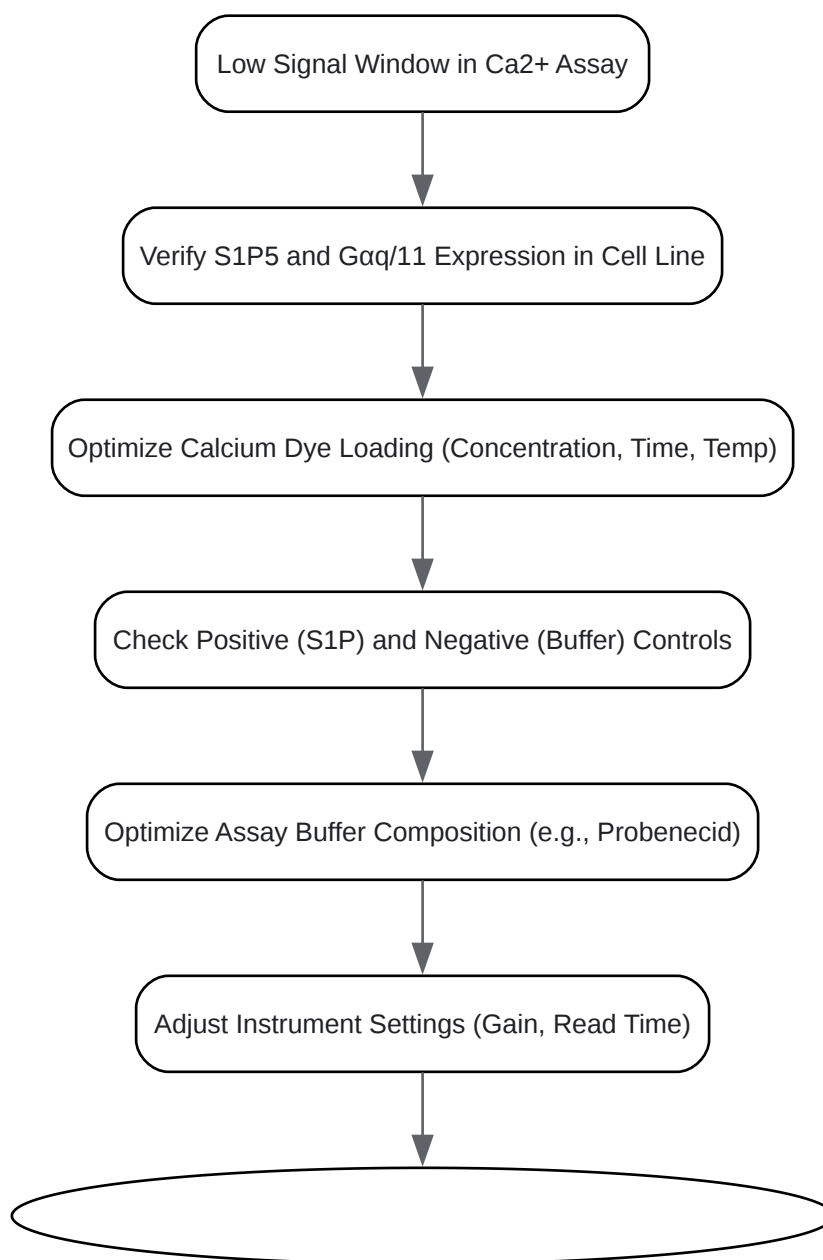 Low Signal Window in Ca2+ Assay
Verify S1P5 and Gαq/11 Expression in Cell Line
Optimize Calcium Dye Loading (Concentration, Time, Temp)
Check Positive (S1P) and Negative (Buffer) Controls
Optimize Assay Buffer Composition (e.g., Probenecid)
Adjust Instrument Settings (Gain, Read Time)